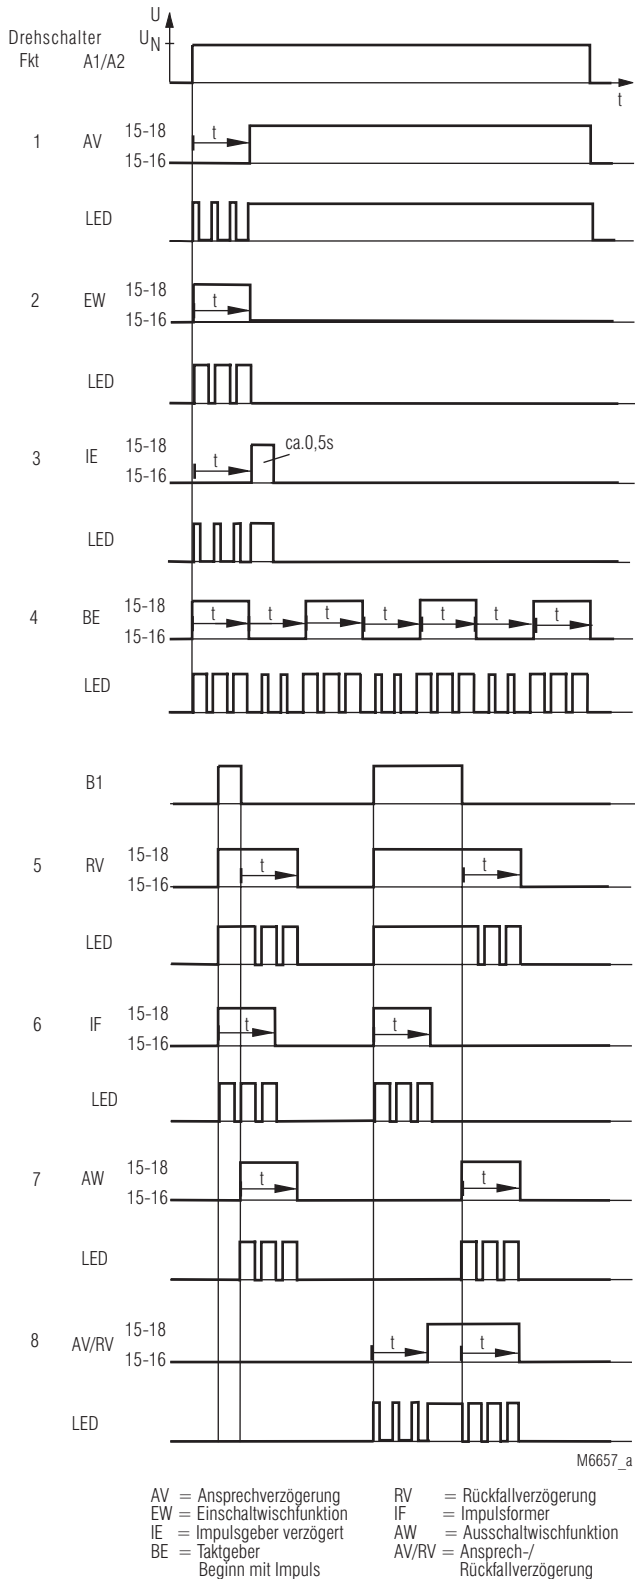 U
Drehschalter
UN
Fkt A1/A2
t
1 AV 15-18 t
15-16
LED
2 EW 15-18 t
15-16
LED
3 IE 15-18 t ca.0,5s
15-16
LED
4 BE 15-18 t t t t t t t
15-16
LED
B1
5 RV 15-18 t t
15-16
LED
6 IF 15-18 t t
15-16
LED
7 AW 15-18 t t
15-16
LED
8 AV/RV 15-18 t t
15-16
LED
M6657_a
AV = Ansprechverzögerung
EW = Einschaltwischfunktion
IE = Impulsgeber verzögert
BE = Taktgeber
Beginn mit Impuls
RV = Rückfallverzögerung
IF = Impulsformer
AW = Ausschaltwischfunktion
AV/RV = Ansprech-/
Rückfallverzögerung